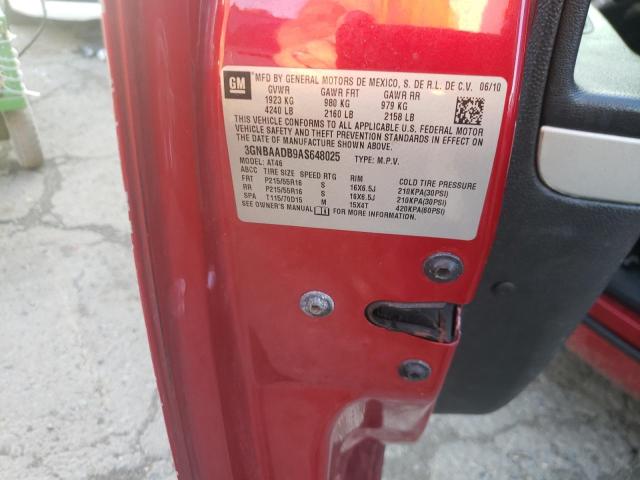 GM
MFD BY GENERAL MOTORS DE MEXICO, S. DE R.L. DE C.V. 06/10
GVWR GAWR FRT GAWR RR
1923 KG 980 KG 979 KG
4240 LB 2160 LB 2158 LB
THIS VEHICLE CONFORMS TO ALL APPLICABLE U.S. FEDERAL MOTOR
VEHICLE SAFETY AND THEFT PREVENTION STANDARDS IN EFFECT ON
THE DATE OF MANUFACTURE SHOWN ABOVE.
3GNBAADB9AS648025 TYPE: M.P.V.
MODEL: AT46
ABCC TIRE SIZE SPEED RTG RIM COLD TIRE PRESSURE
FRT P215/55R16 S 16X6.5J 210KPA(30PSI)
RR P215/55R16 S 16X6.5J 210KPA(30PSI)
SPA T115/70D15 M 15X4T 420KPA(60PSI)
SEE OWNER'S MANUAL FOR MORE INFORMATION.